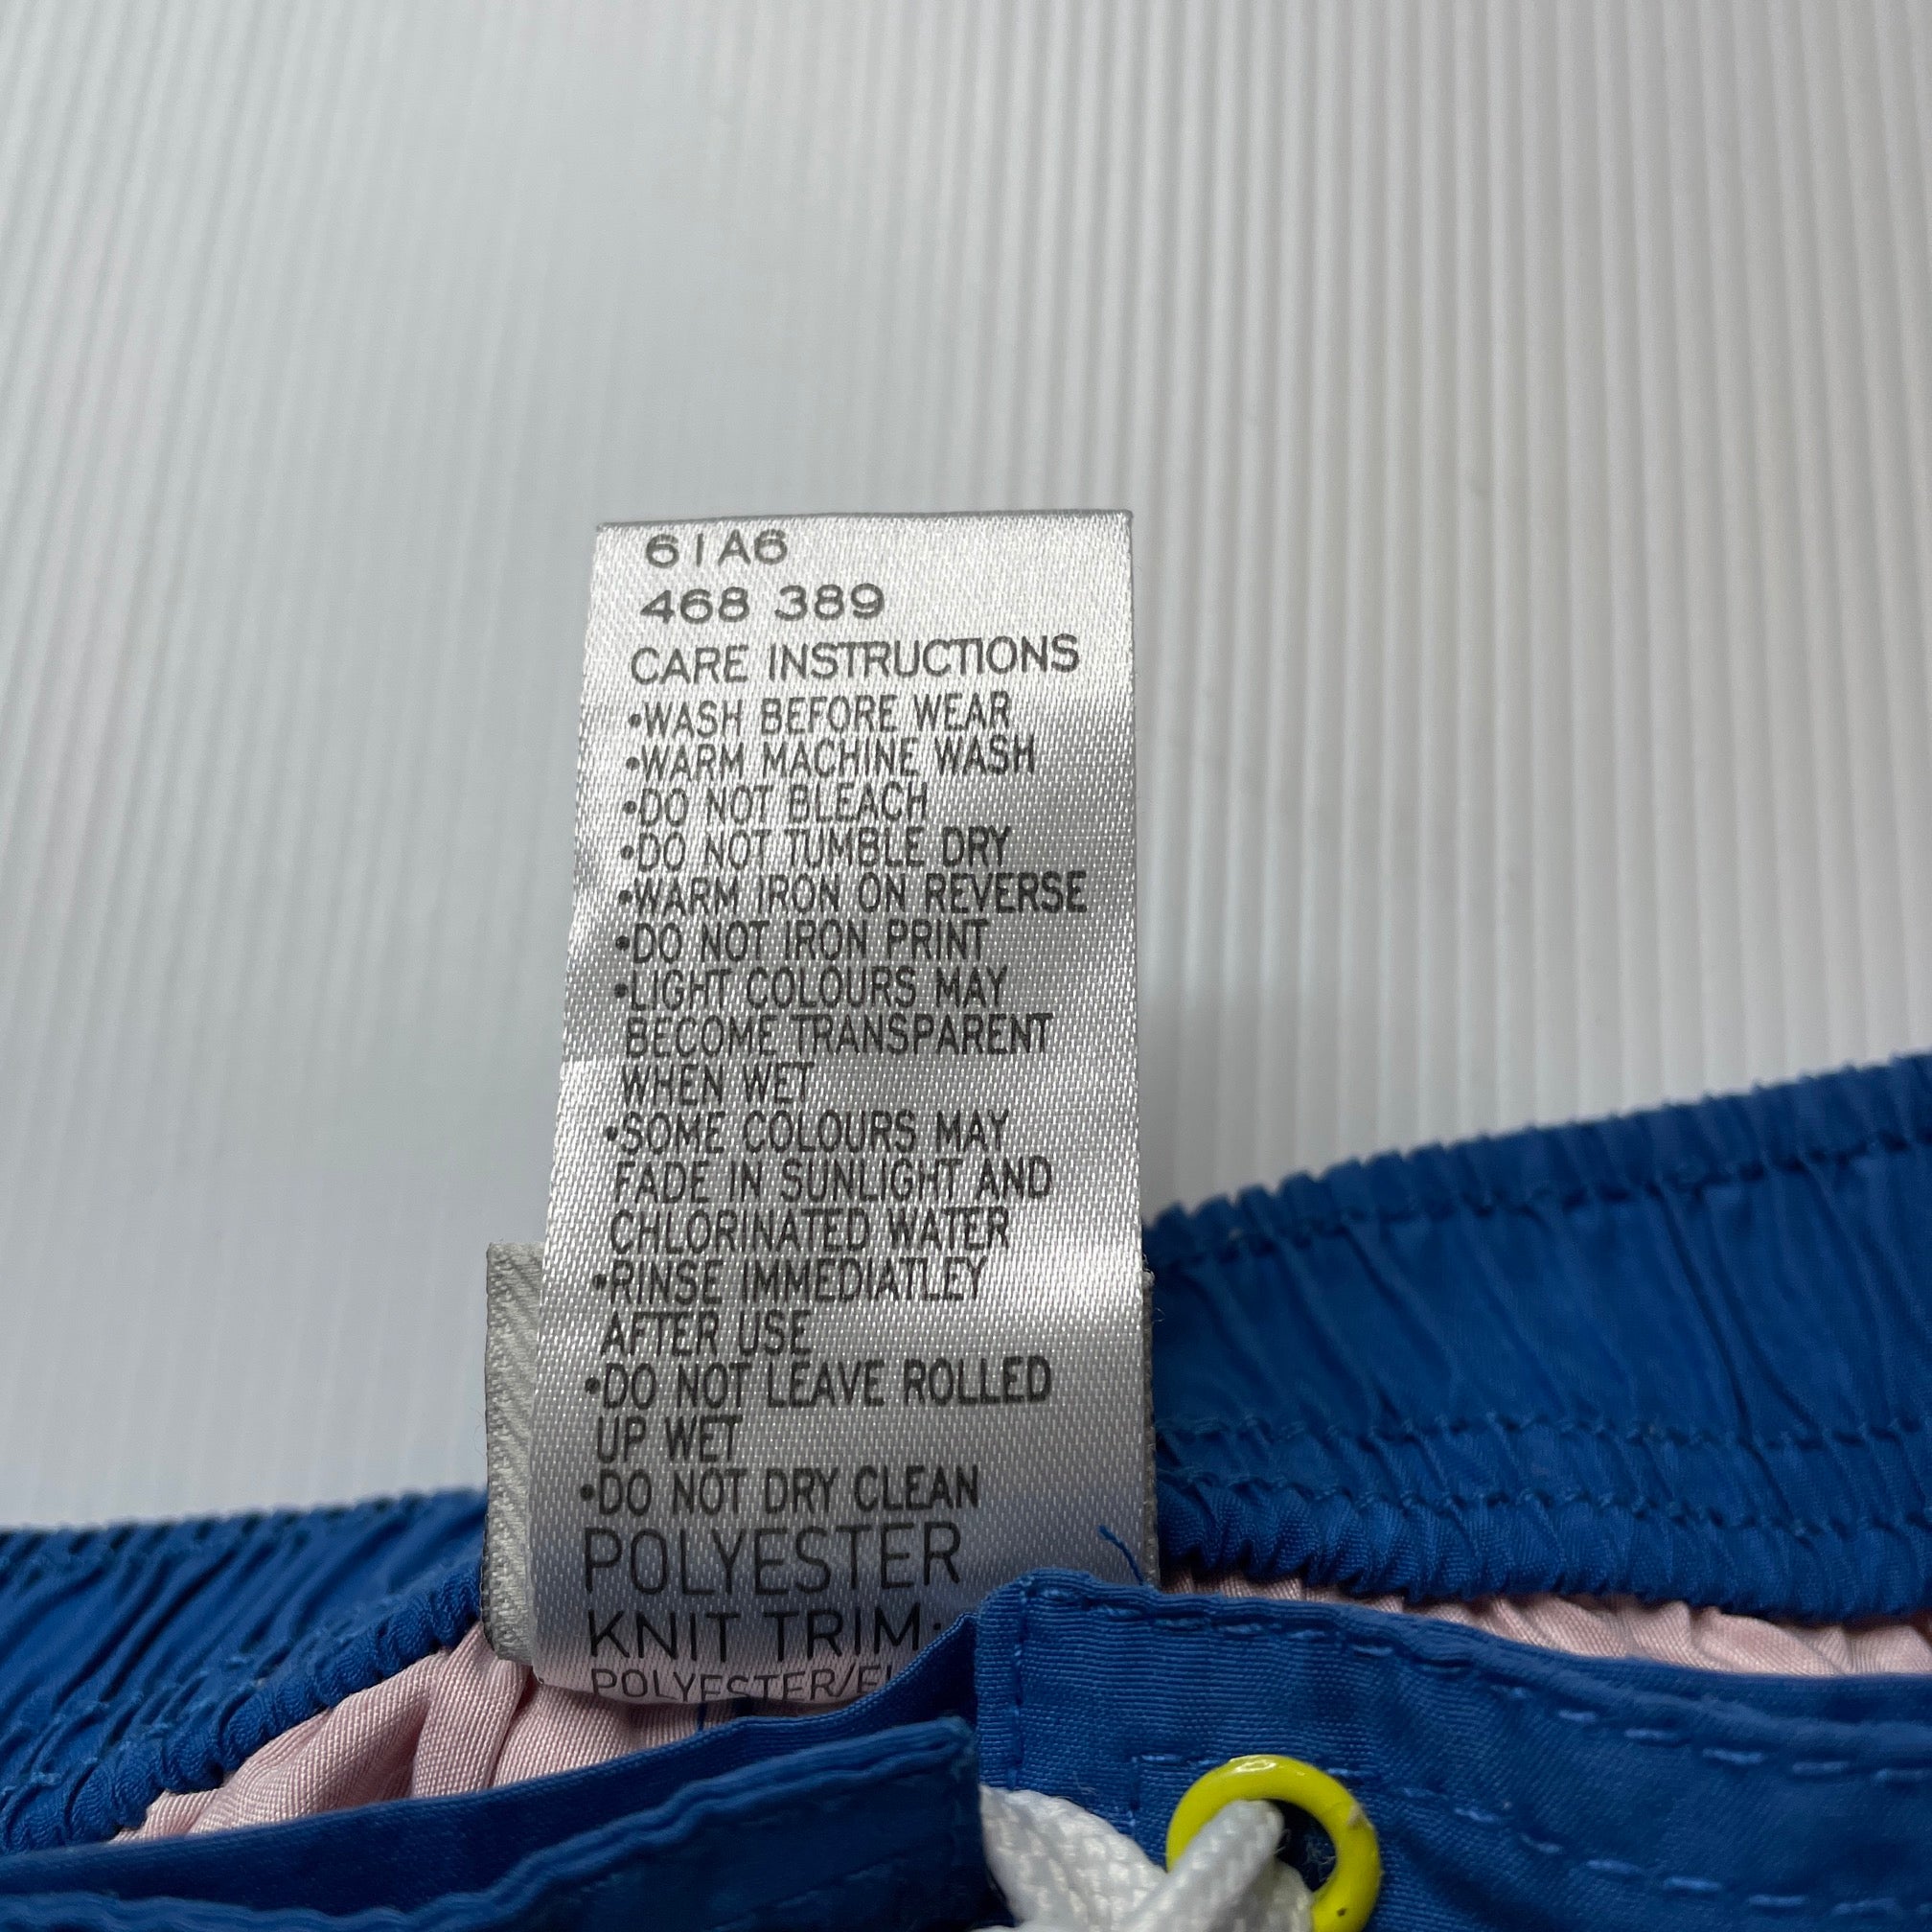 61A6
468 389
CARE INSTRUCTIONS
•WASH BEFORE WEAR
•WARM MACHINE WASH
•DO NOT BLEACH
•DO NOT TUMBLE DRY
•WARM IRON ON REVERSE
•DO NOT IRON PRINT
•LIGHT COLOURS MAY
BECOME TRANSPARENT
WHEN WET
•SOME COLOURS MAY
FADE IN SUNLIGHT AND
CHLORINATED WATER
•RINSE IMMEDIATLEY
AFTER USE
•DO NOT LEAVE ROLLED
UP WET
•DO NOT DRY CLEAN
POLYESTER
KNIT TRIM:
POLYESTER/